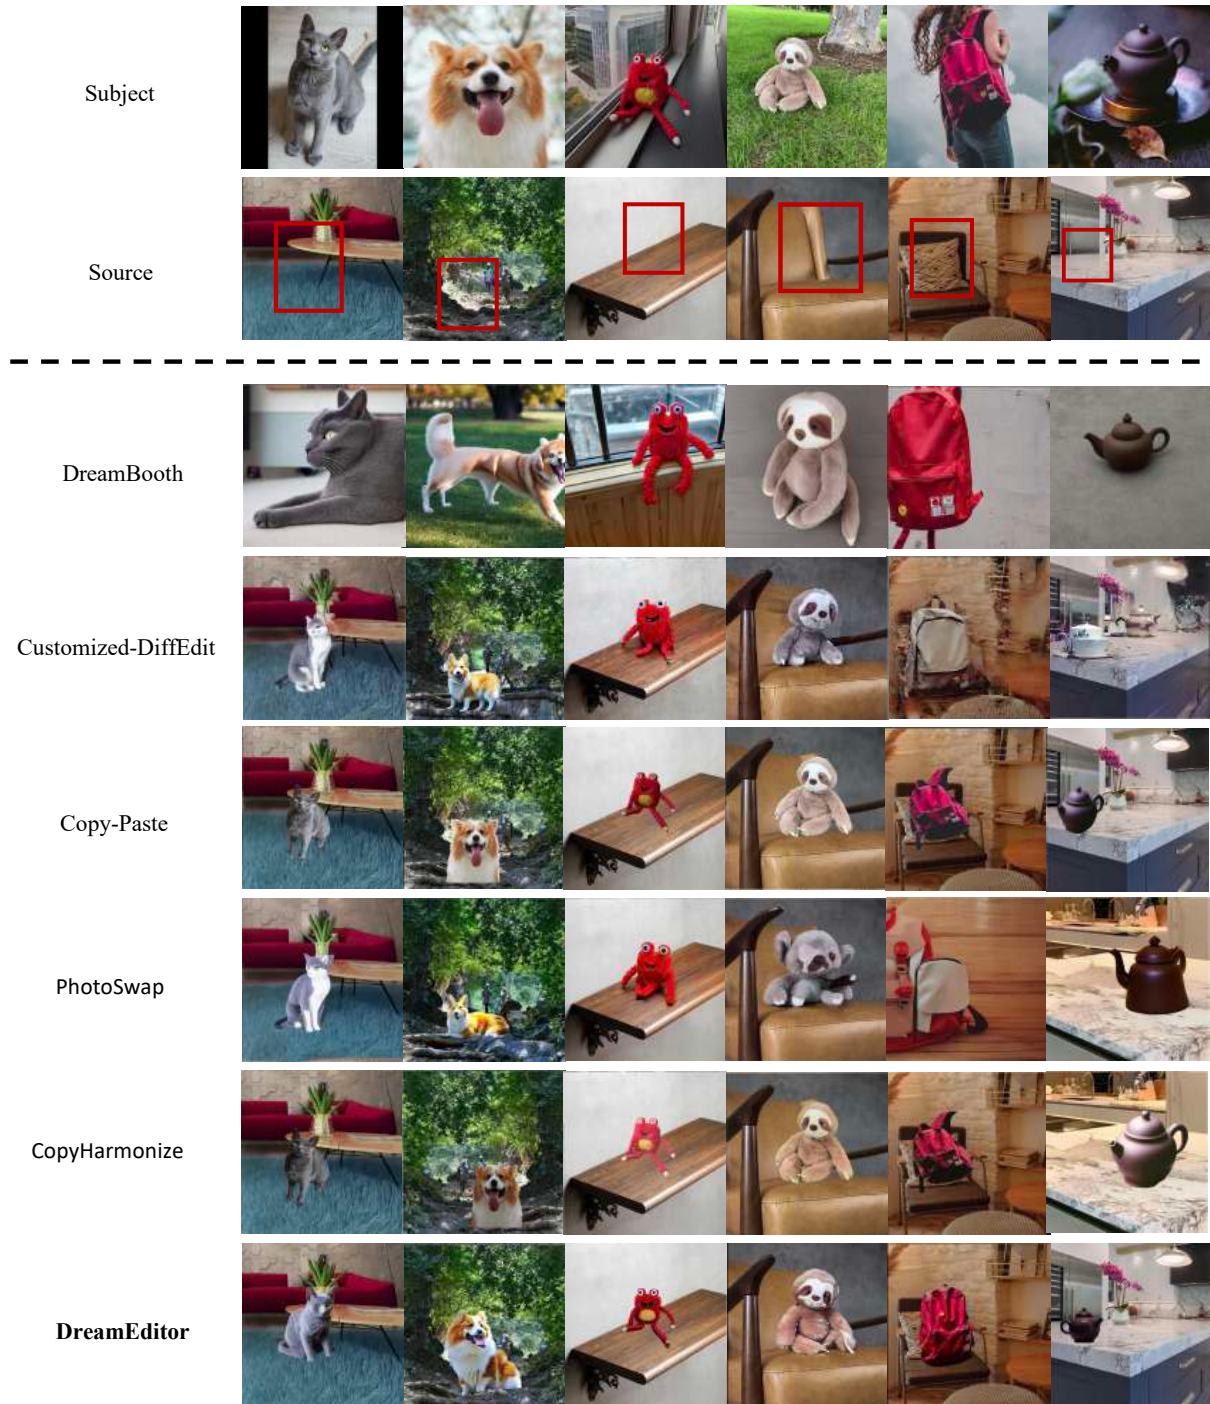 Subject
Source
DreamBooth
Customized-DiffEdit
Copy-Paste
PhotoSwap
CopyHarmonize
DreamEditor